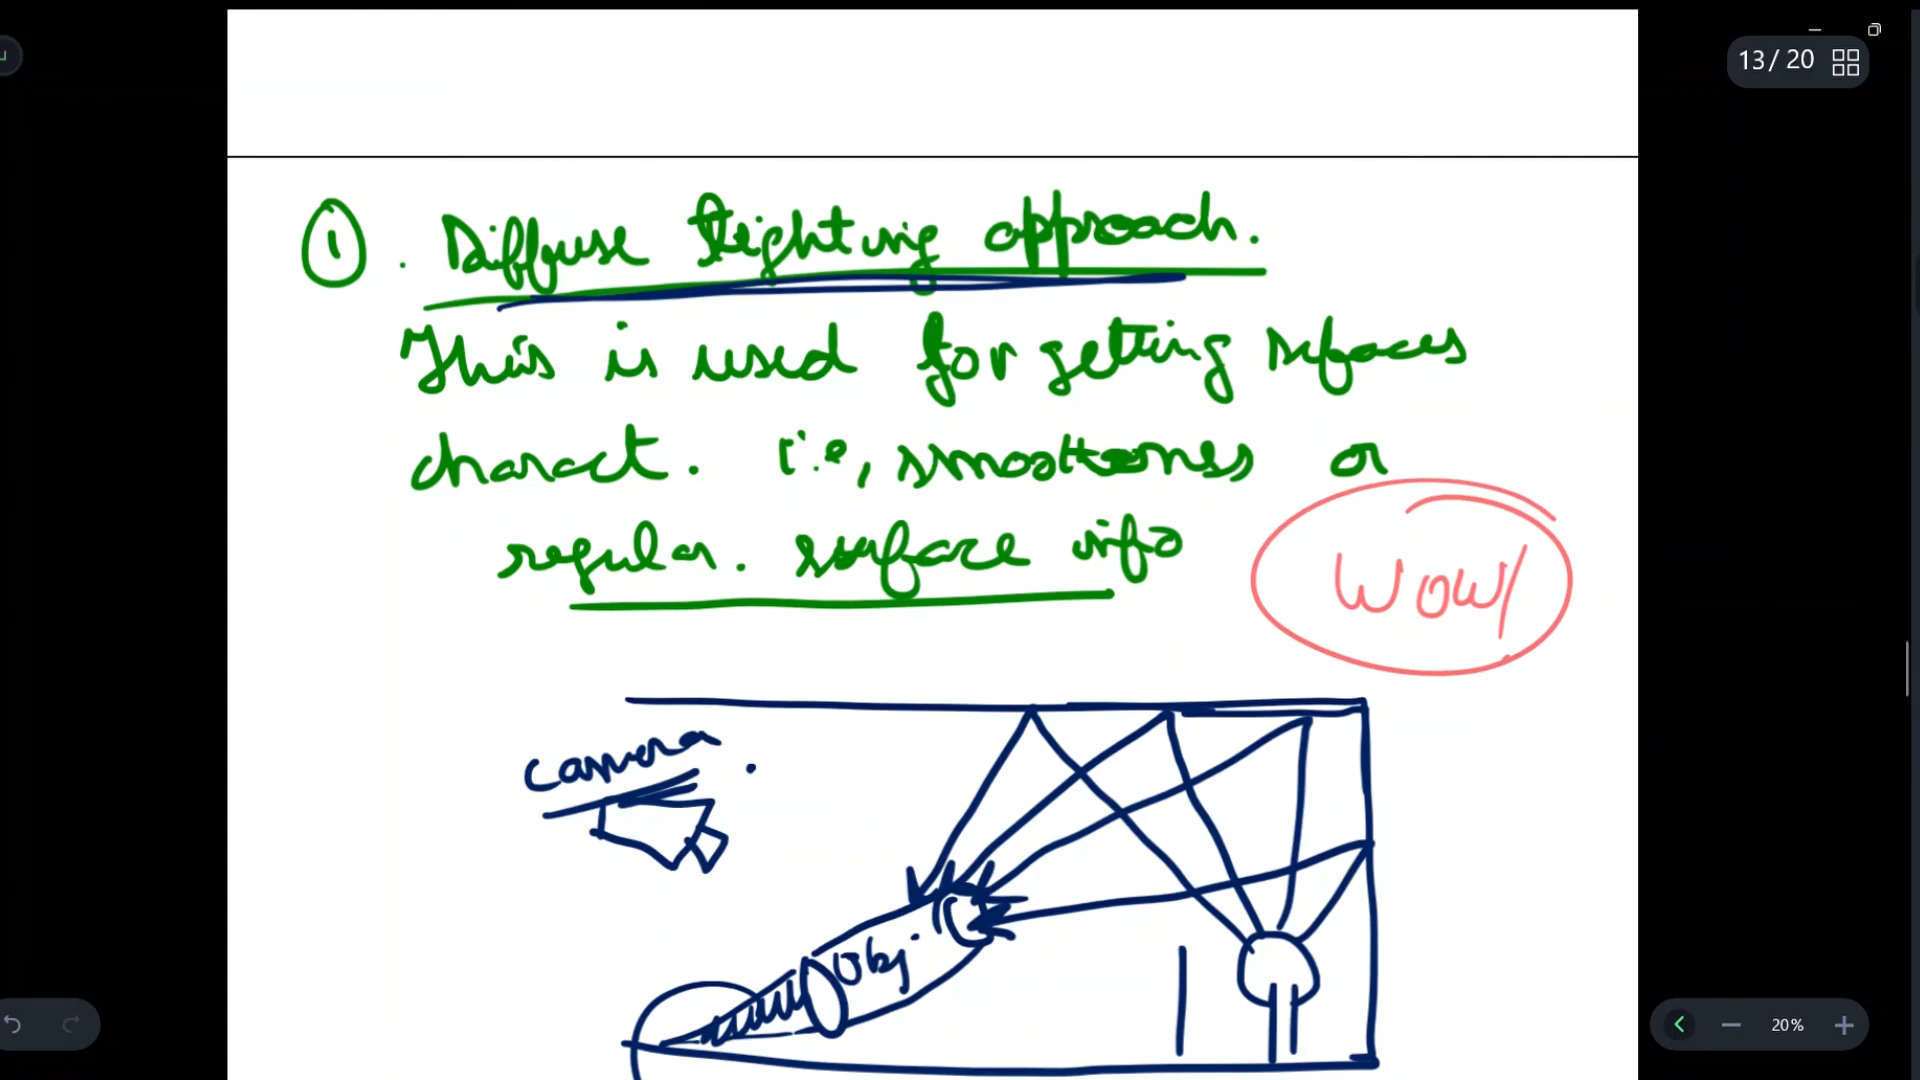 13/ 20
① . Diffuse lighting approach.
This is used for getting surfaces
charact. i.e, smoothness or
regular. surface info
Wow!
camera.
Obj.
20%